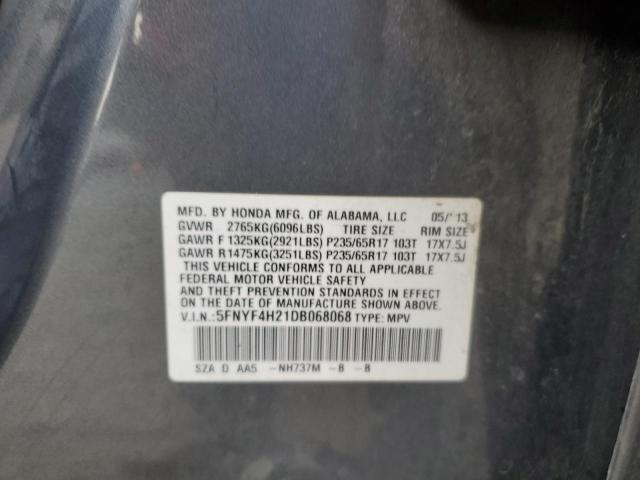 MFD. BY HONDA MFG. OF ALABAMA, LLC 05/'13
GVWR 2765KG(6096LBS) TIRE SIZE RIM SIZE
GAWR F 1325KG(2921LBS) P235/65R17 103T 17X7.5J
GAWR R1475KG(3251LBS) P235/65R17 103T 17X7.5J
THIS VEHICLE CONFORMS TO ALL APPLICABLE
FEDERAL MOTOR VEHICLE SAFETY
AND THEFT PREVENTION STANDARDS IN EFFECT
ON THE DATE OF MANUFACTURE SHOWN ABOVE.
V.I.N.:5FNYF4H21DB068068 TYPE: MPV
SZA D AA5 -NH737M -B -B